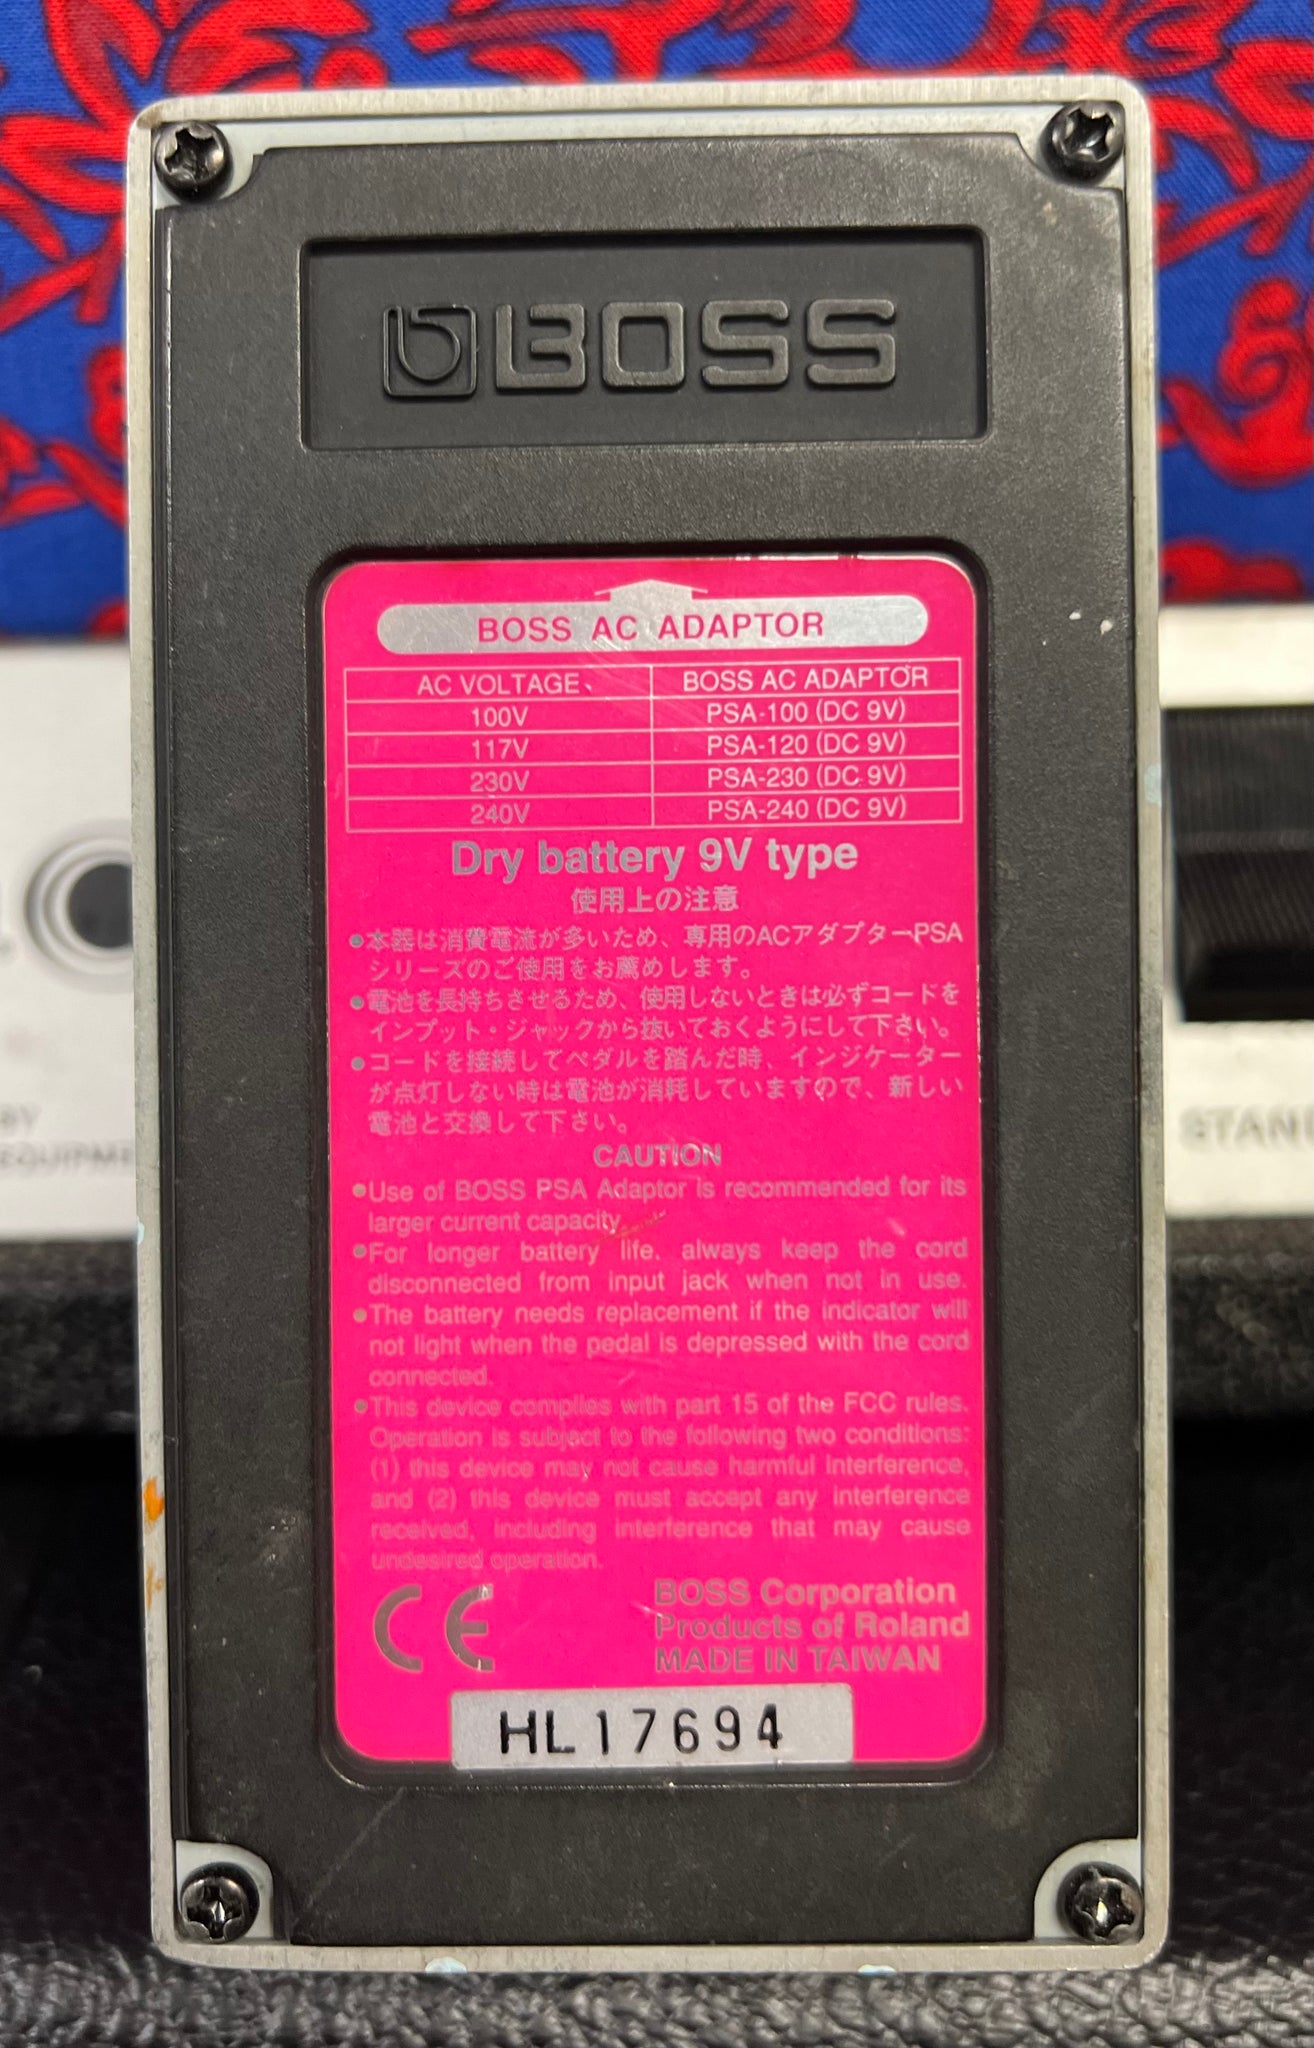 BOSS
BOSS AC ADAPTOR
AC VOLTAGE BOSS AC ADAPTOR
100V PSA-100 (DC 9V)
117V PSA-120 (DC 9V)
230V PSA-230 (DC 9V)
240V PSA-240 (DC 9V)
Dry battery 9V type
使用上の注意
●本器は消費電流が多いため、専用のACアダプターPSA
シリーズのご使用をお薦めします。
●電池を長持ちさせるため、使用しないときは必ずコードを
インプット・ジャックから抜いておくようにして下さい。
●コードを接続してペダルを踏んだ時、インジケーター
が点灯しない時は電池が消耗していますので、新しい
電池と交換して下さい。
CAUTION
●Use of BOSS PSA Adaptor is recommended for its
larger current capacity.
●For longer battery life. always keep the cord
disconnected from input jack when not in use.
●The battery needs replacement if the indicator will
not light when the pedal is depressed with the cord
connected.
●This device complies with part 15 of the FCC rules.
Operation is subject to the following two conditions:
(1) this device may not cause harmful interference,
and (2) this device must accept any interference
received, including interference that may cause
undesired operation.
CE
BOSS Corporation
Products of Roland
MADE IN TAIWAN
HL17694
BY
EQUIPME
STAN